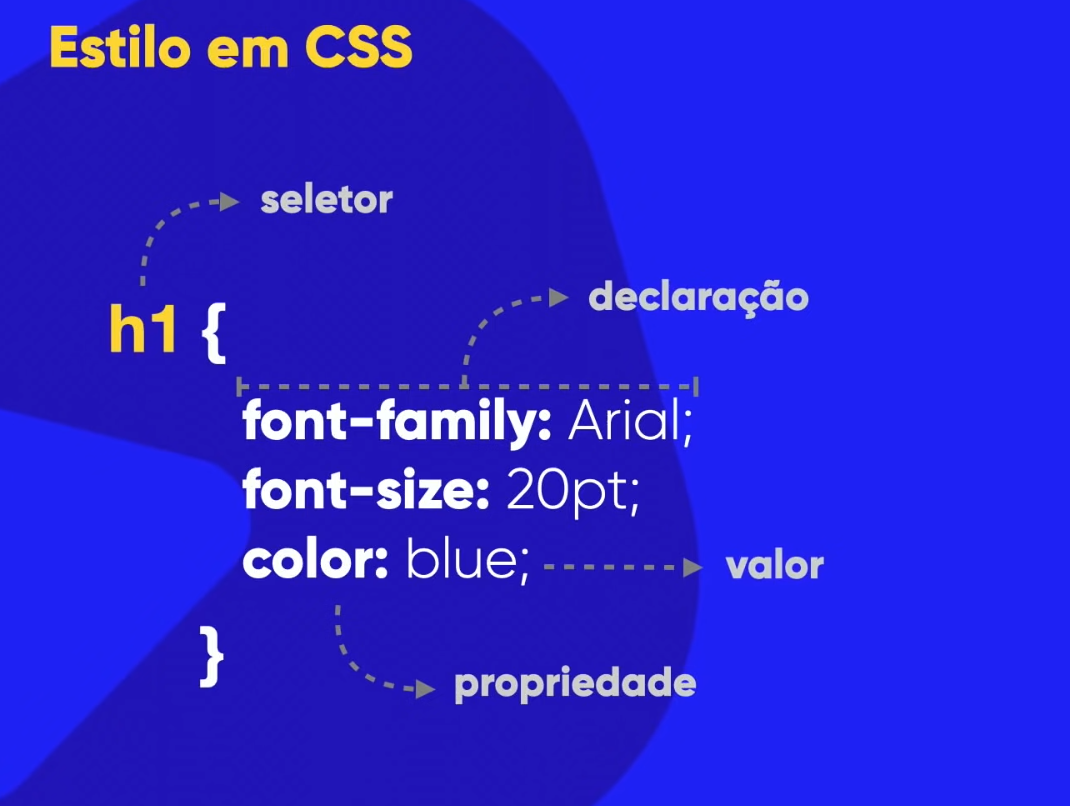 Estilo em CSS
seletor
declaração
h1 {
font-family: Arial;
font-size: 20pt;
color: blue;
valor
}
propriedade